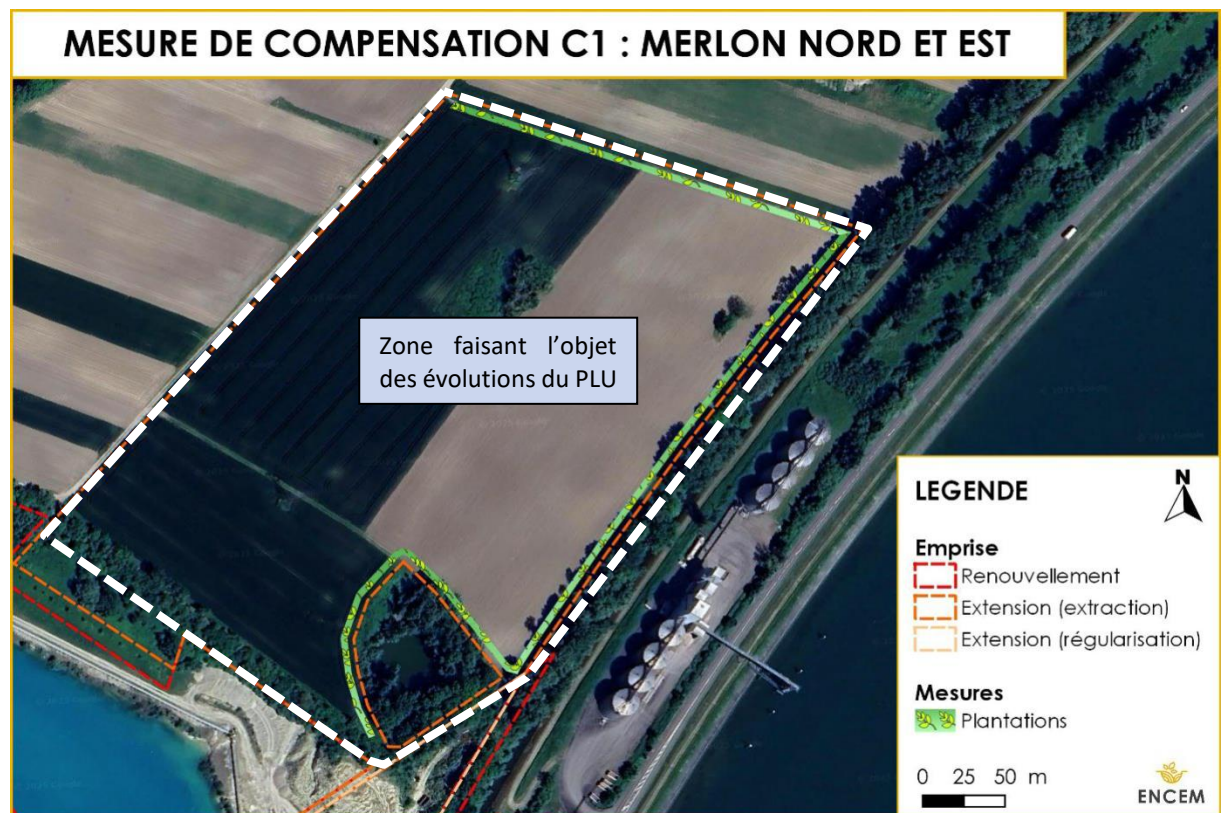 MESURE DE COMPENSATION C1 : MERLON NORD ET EST
Zone faisant l’objet
des évolutions du PLU
LEGENDE
N
Emprise
Renouvellement
Extension (extraction)
Extension (régularisation)
Mesures
Plantations
0 25 50 m
ENCEM